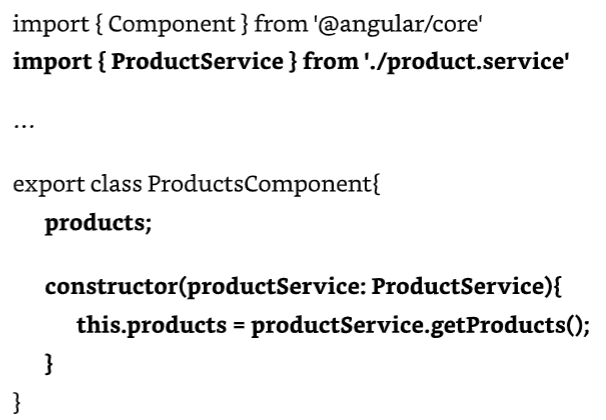 import { Component } from '@angular/core'
import { ProductService } from './product.service'
...
export class ProductsComponent{
products;
constructor(productService: ProductService){
this.products = productService.getProducts();
}
}